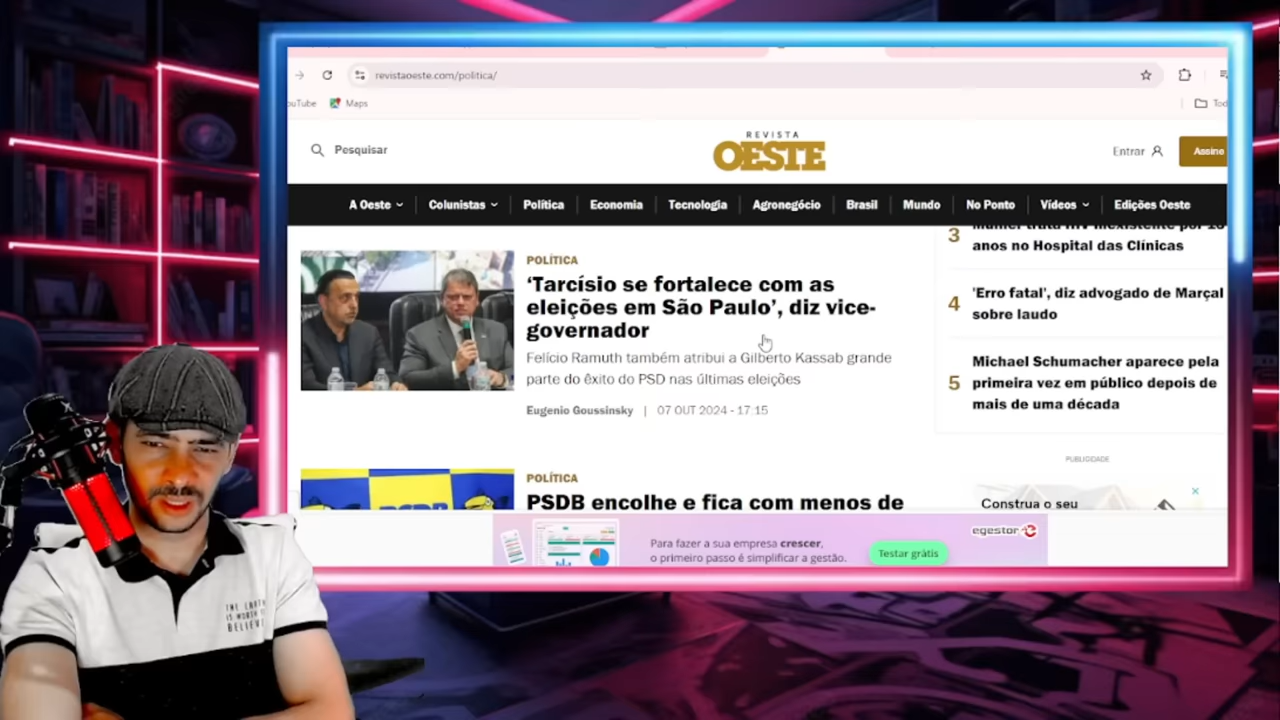 revistaoeste.com/politica/
ouTube
Maps
Tod
Pesquisar
REVISTA
OESTE
Entrar
Assine
A Oeste
Colunistas
Política
Economia
Tecnologia
Agronegócio
Brasil
Mundo
No Ponto
Vídeos
Edições Oeste
POLÍTICA
‘Tarcísio se fortalece com as
eleições em São Paulo’, diz vice-
governador
Felício Ramuth também atribui a Gilberto Kassab grande
parte do êxito do PSD nas últimas eleições
Eugenio Goussinsky | 07 OUT 2024 - 17:15
POLÍTICA
PSDB encolhe e fica com menos de
3
anos no Hospital das Clínicas
4
'Erro fatal', diz advogado de Marçal
sobre laudo
5
Michael Schumacher aparece pela
primeira vez em público depois de
mais de uma década
PUBLICIDADE
Construa o seu
Para fazer a sua empresa crescer,
o primeiro passo é simplificar a gestão.
Testar grátis
egestor
THE EARTH